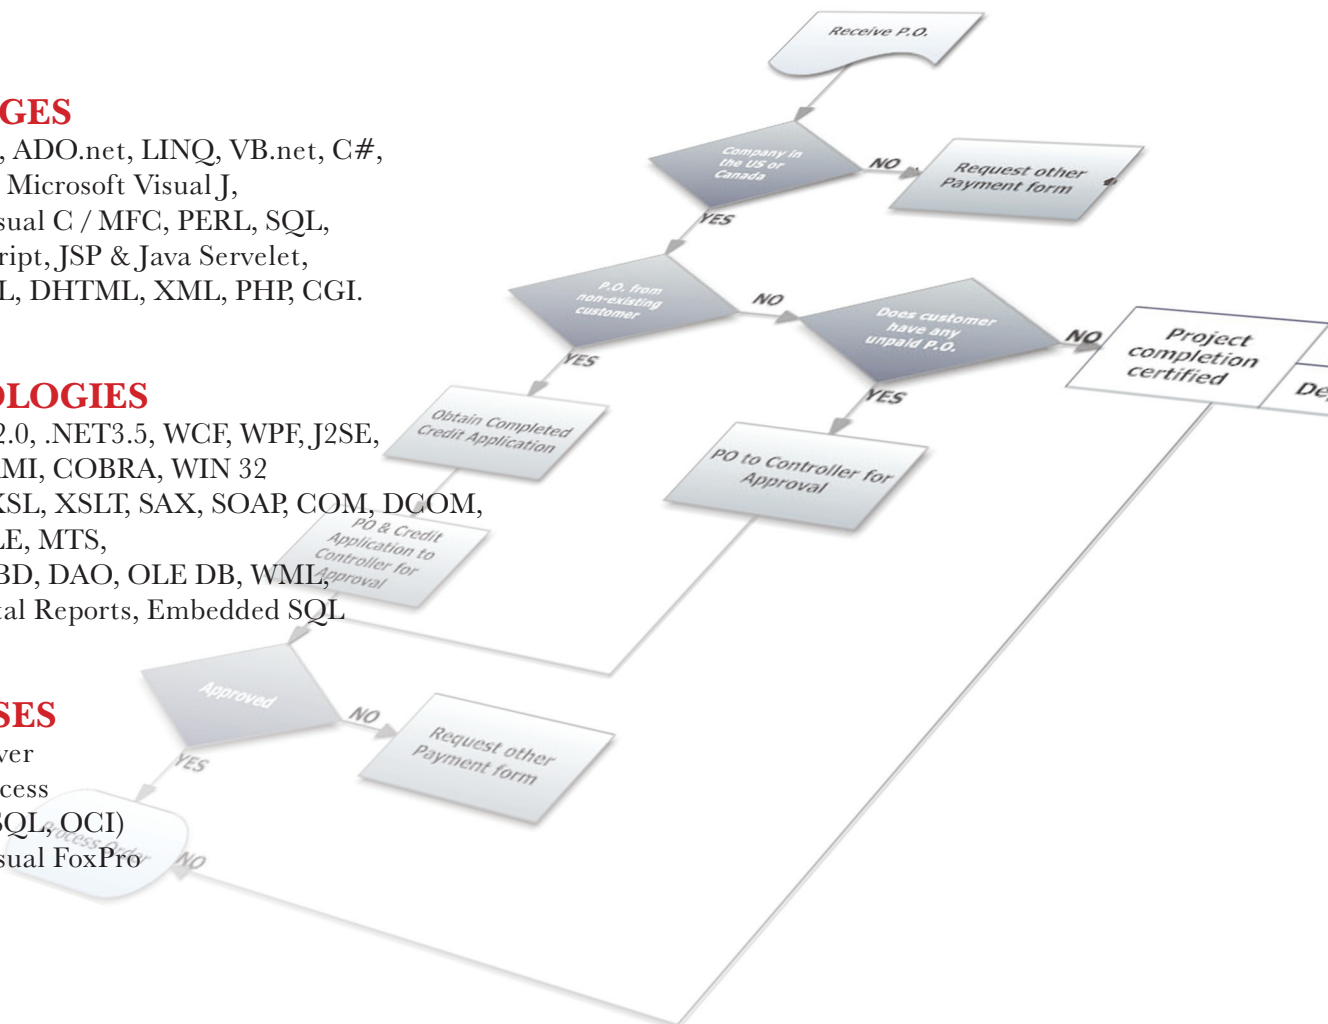 GES
, ADO.net, LINQ, VB.net, C#,
Microsoft Visual J,
sual C / MFC, PERL, SQL,
ript, JSP & Java Servelet,
L, DHTML, XML, PHP, CGI.
OLOGIES
2.0, .NET3.5, WCF, WPF, J2SE,
RMI, COBRA, WIN 32
XSL, XSLT, SAX, SOAP, COM, DCOM,
LE, MTS,
BD, DAO, OLE DB, WML,
tal Reports, Embedded SQL
SES
ver
cess
SQL, OCI)
sual FoxPro
Receive P.O.
Company in
the US or
Canada
NO
Request other
Payment form
YES
P.O. from
non-existing
customer
NO
Does customer
have any
unpaid P.O.
NO
Project
completion
certified
De
YES
YES
Obtain Completed
Credit Application
PO to Controller for
Approval
PO & Credit
Application to
Controller for
Approval
Approved
NO
Request other
Payment form
YES
Process Order
NO